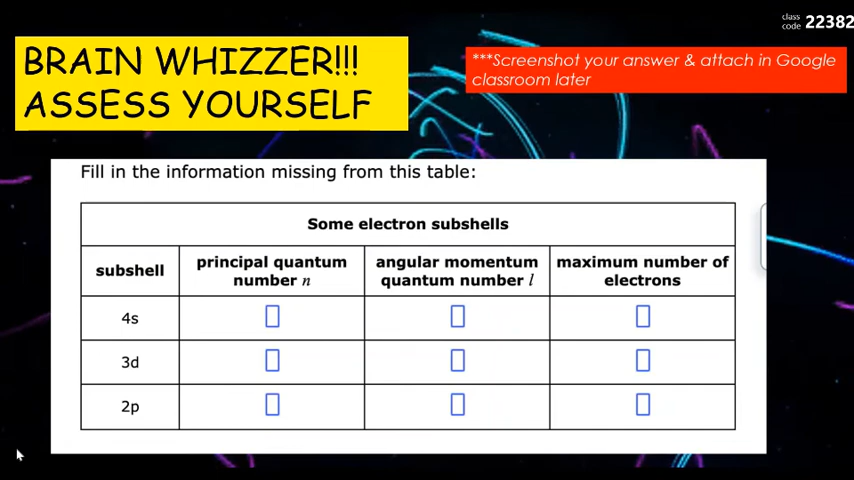 class
code 22382
BRAIN WHIZZER!!!
ASSESS YOURSELF
***Screenshot your answer & attach in Google
classroom later
Fill in the information missing from this table:
Some electron subshells
subshell
principal quantum
number n
angular momentum
quantum number l
maximum number of
electrons
4s
3d
2p